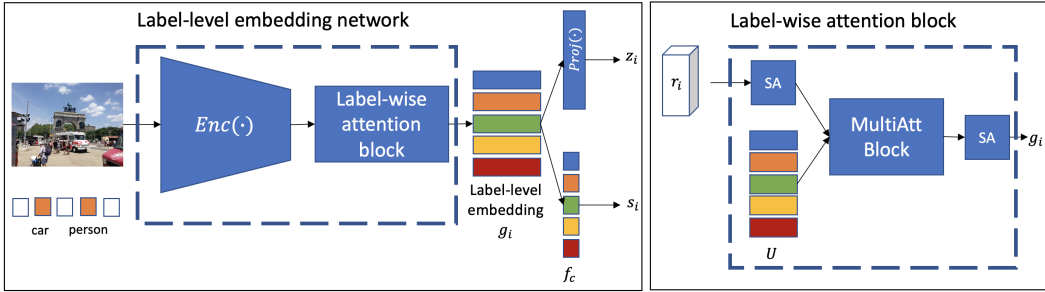 Label-level embedding network
Enc(·)
Label-wise
attention
block
Label-level
embedding
g_i
Proj(·)
z_i
s_i
f_c
car person
Label-wise attention block
r_i
SA
MultiAtt
Block
SA
g_i
U